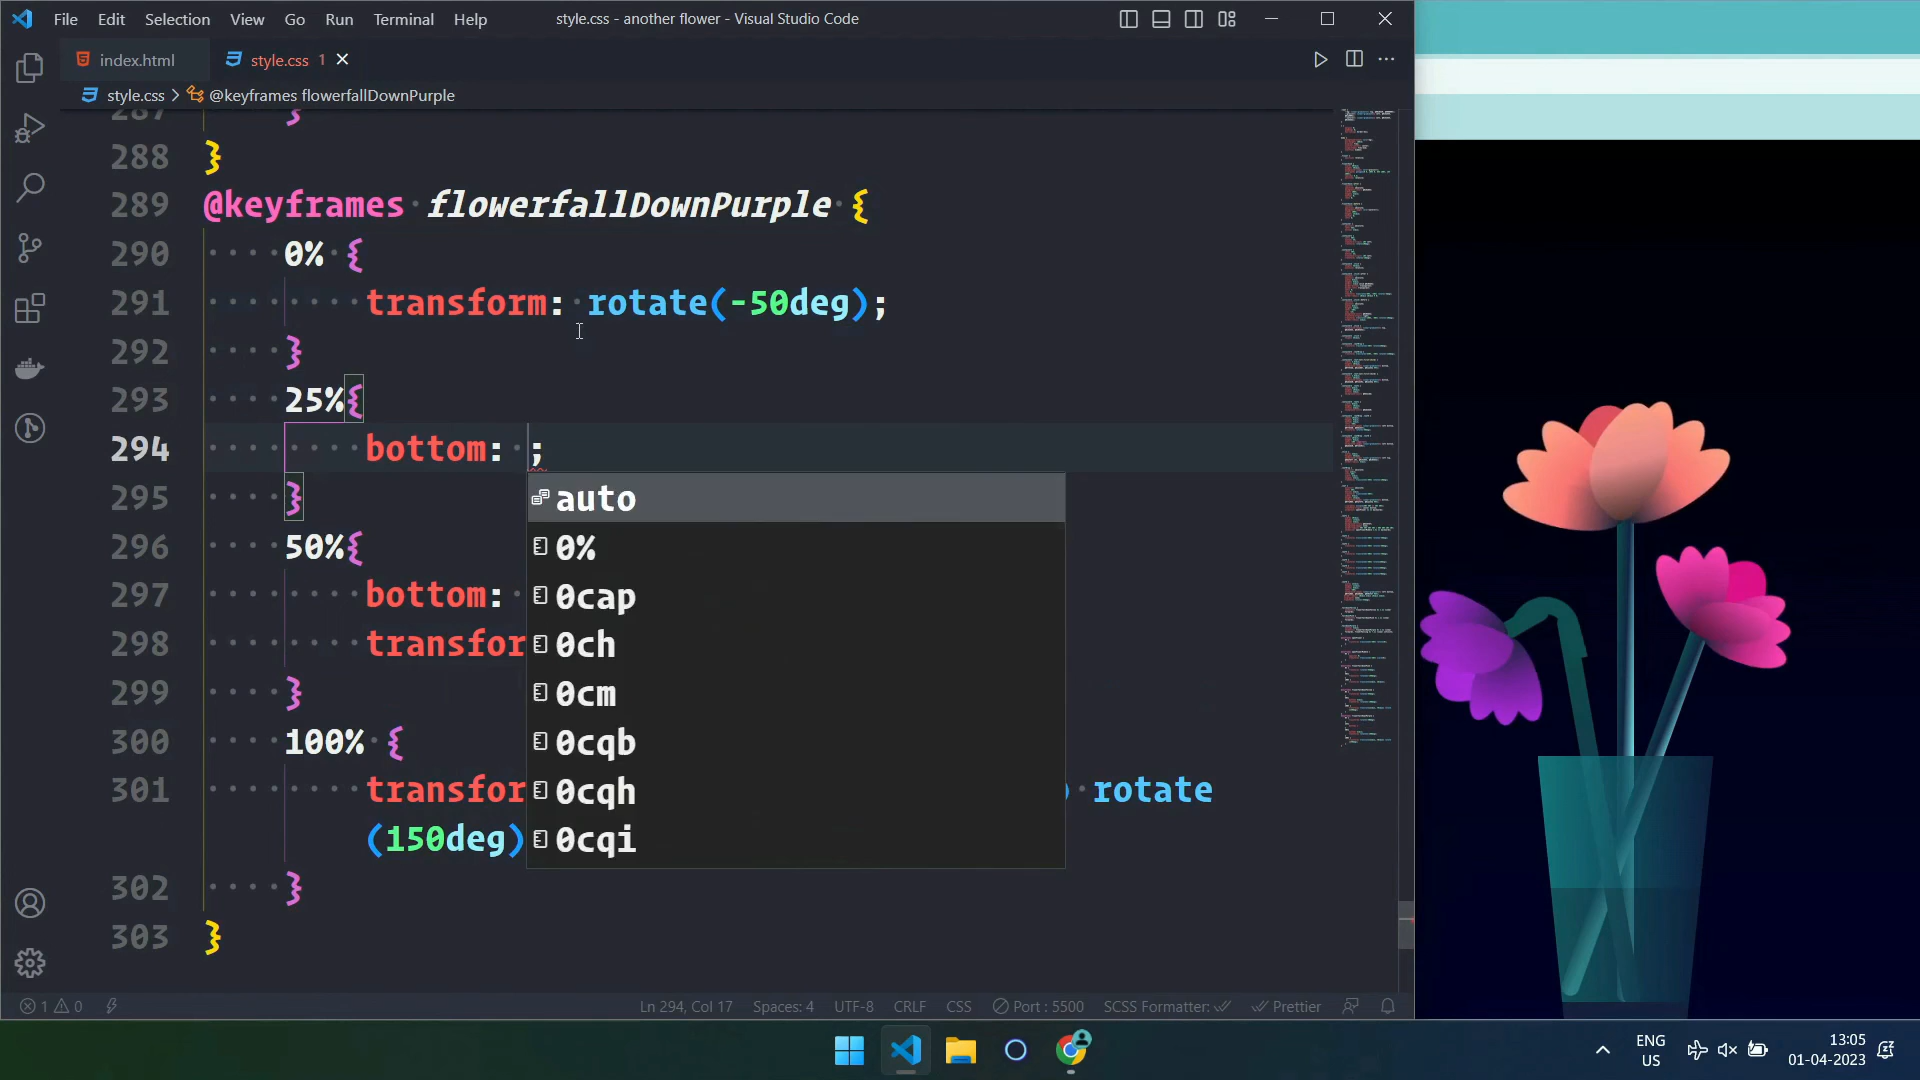 File Edit Selection View Go Run Terminal Help style.css - another flower - Visual Studio Code
index.html style.css 1
style.css > @keyframes flowerfallDownPurple
287 }
288 }
289 @keyframes flowerfallDownPurple {
290 0% {
291 transform: rotate(-50deg);
292 }
293 25%{
294 bottom: ;
295 }
auto
296 50%{
0%
297 bottom:
0cap
298 transfor
0ch
299 }
0cm
300 100% {
0cqb
301 transfor ) rotate
0cqh
(150deg)
0cqi
302 }
303 }
1 0 Ln 294, Col 17 Spaces: 4 UTF-8 CRLF CSS Port : 5500 SCSS Formatter: Prettier
ENG
US
13:05
01-04-2023